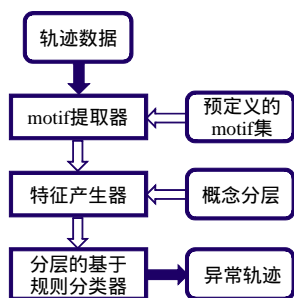 轨迹数据
motif提取器
预定义的
motif集
特征产生器
概念分层
分层的基于
规则分类器
异常轨迹